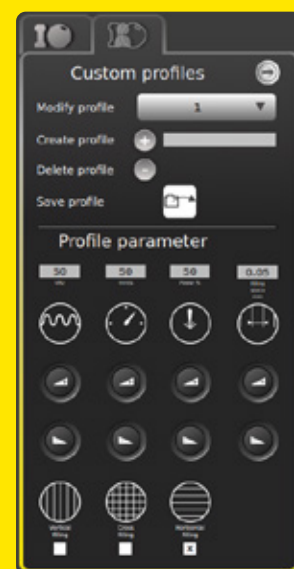 Custom profiles
Modify profile 1
Create profile +
Delete profile -
Save profile
Profile parameter
50 50 50 0.05
Power %
Vertical filling Cross filling Horizontal filling
x